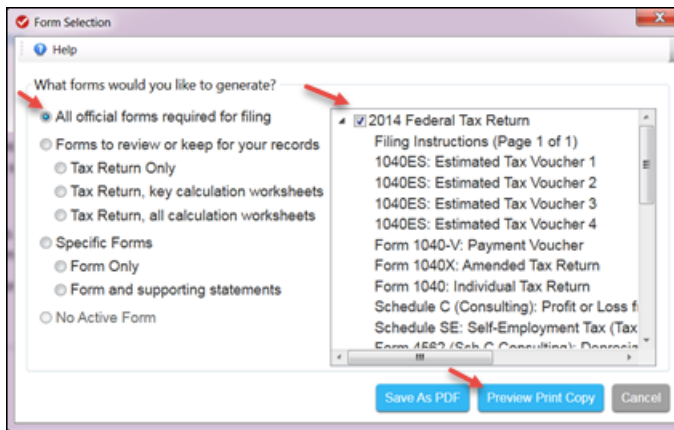 Form Selection
Help
What forms would you like to generate?
All official forms required for filing
Forms to review or keep for your records
Tax Return Only
Tax Return, key calculation worksheets
Tax Return, all calculation worksheets
Specific Forms
Form Only
Form and supporting statements
No Active Form
2014 Federal Tax Return
Filing Instructions (Page 1 of 1)
1040ES: Estimated Tax Voucher 1
1040ES: Estimated Tax Voucher 2
1040ES: Estimated Tax Voucher 3
1040ES: Estimated Tax Voucher 4
Form 1040-V: Payment Voucher
Form 1040X: Amended Tax Return
Form 1040: Individual Tax Return
Schedule C (Consulting): Profit or Loss f
Schedule SE: Self-Employment Tax (Tax
Form 4562 (Sch C Consulting): Deprecia
Save As PDF
Preview Print Copy
Cancel